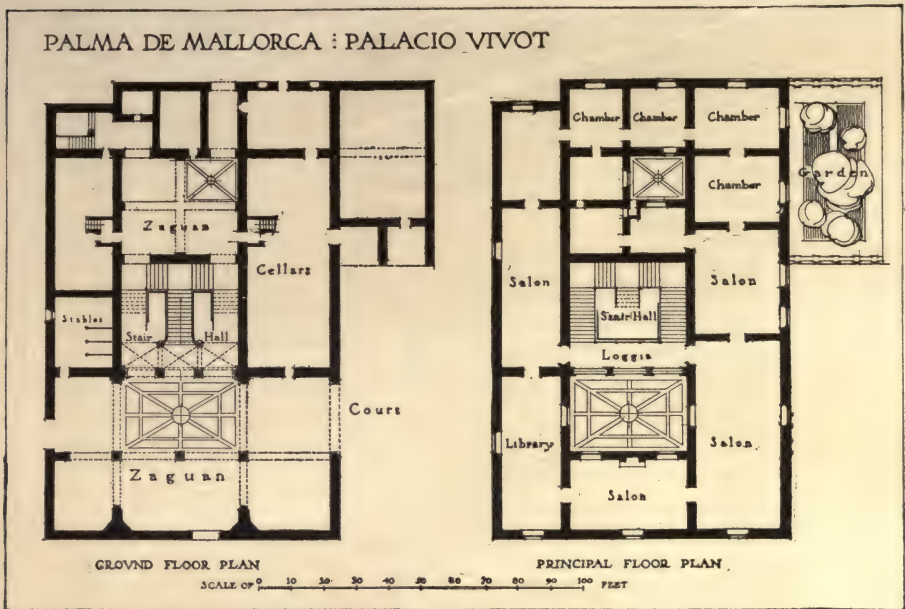 PALMA DE MALLORCA : PALACIO VIVOT
Zaguan
Cellars
Stables
Stair Hall
Court
Zaguan
GROVND FLOOR PLAN
Chamber Chamber Chamber
Garden
Chamber
Salon
Salon
Stair Hall
Loggia
Library
Salon
Salon
PRINCIPAL FLOOR PLAN
SCALE OF 0 10 20 30 40 50 60 70 80 90 100 FEET